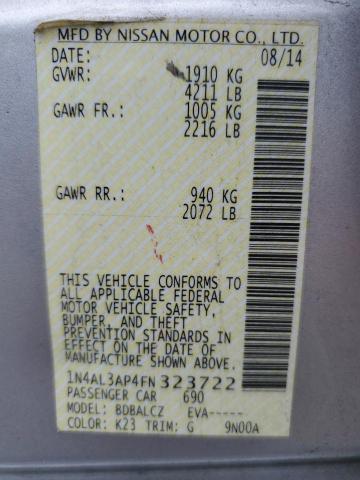 MFD BY NISSAN MOTOR CO., LTD.
DATE: 08/14
GVWR: 1910 KG
4211 LB
GAWR FR: 1005 KG
2216 LB
GAWR RR: 940 KG
2072 LB
THIS VEHICLE CONFORMS TO
ALL APPLICABLE FEDERAL
MOTOR VEHICLE SAFETY,
BUMPER, AND THEFT
PREVENTION STANDARDS IN
EFFECT ON THE DATE OF
MANUFACTURE SHOWN ABOVE.
1N4AL3AP4FN323722
PASSENGER CAR 690
MODEL: BDBALCZ EVA-----
COLOR: K23 TRIM: G 9N00A